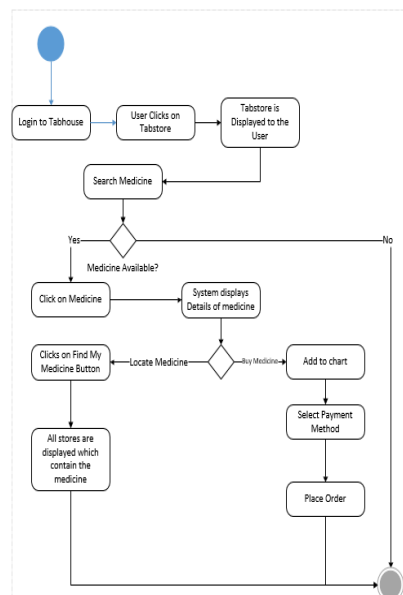 Login to Tabhouse
User Clicks on
Tabstore
Tabstore is
Displayed to the
User
Search Medicine
Yes
No
Medicine Available?
Click on Medicine
System displays
Details of medicine
Clicks on Find My
Medicine Button
Locate Medicine
Buy Medicine
Add to chart
Select Payment
Method
All stores are
displayed which
contain the
medicine
Place Order